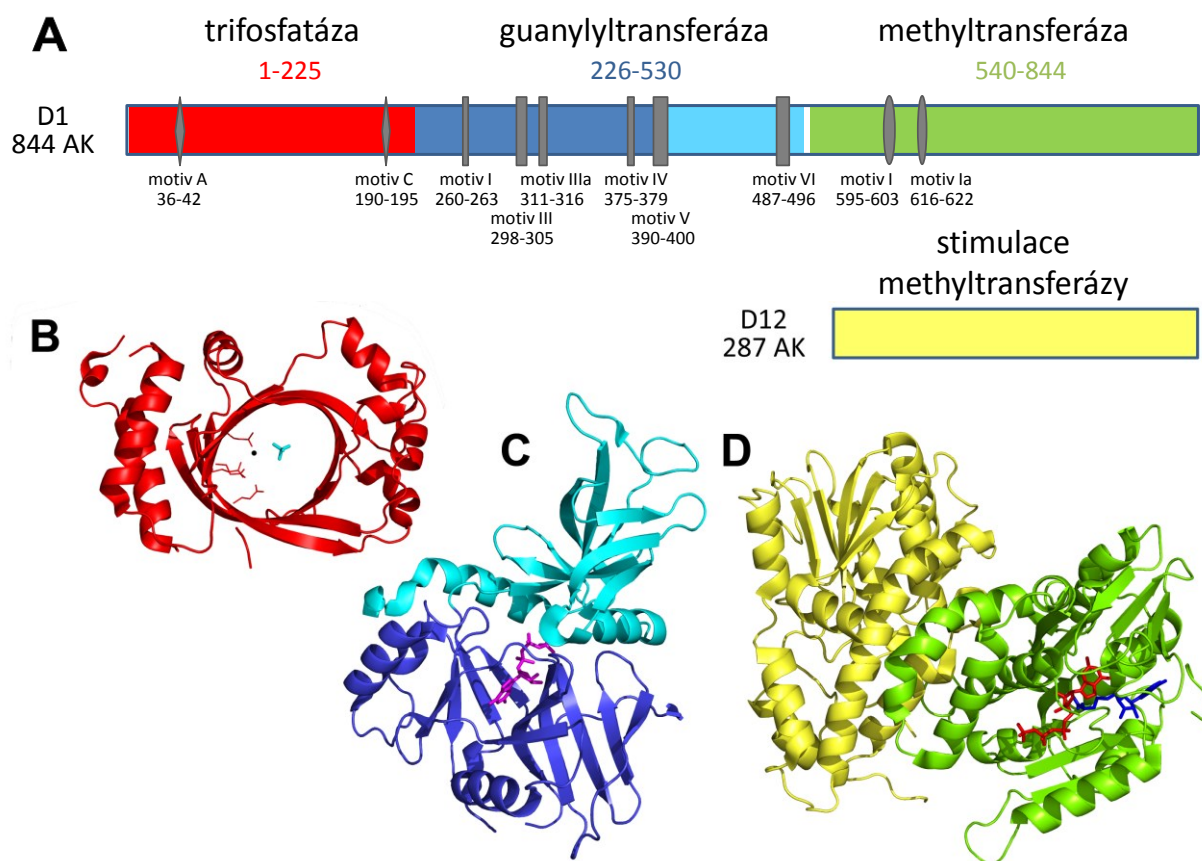 A
trifosfatáza
guanylyltransferáza
methyltransferáza
1-225
226-530
540-844
D1
844 AK
motiv A
36-42
motiv C
190-195
motiv I
260-263
motiv III
298-305
motiv IIIa
311-316
motiv IV
375-379
motiv V
390-400
motiv VI
487-496
motiv I
595-603
motiv Ia
616-622
stimulace
methyltransferázy
D12
287 AK
B
C
D